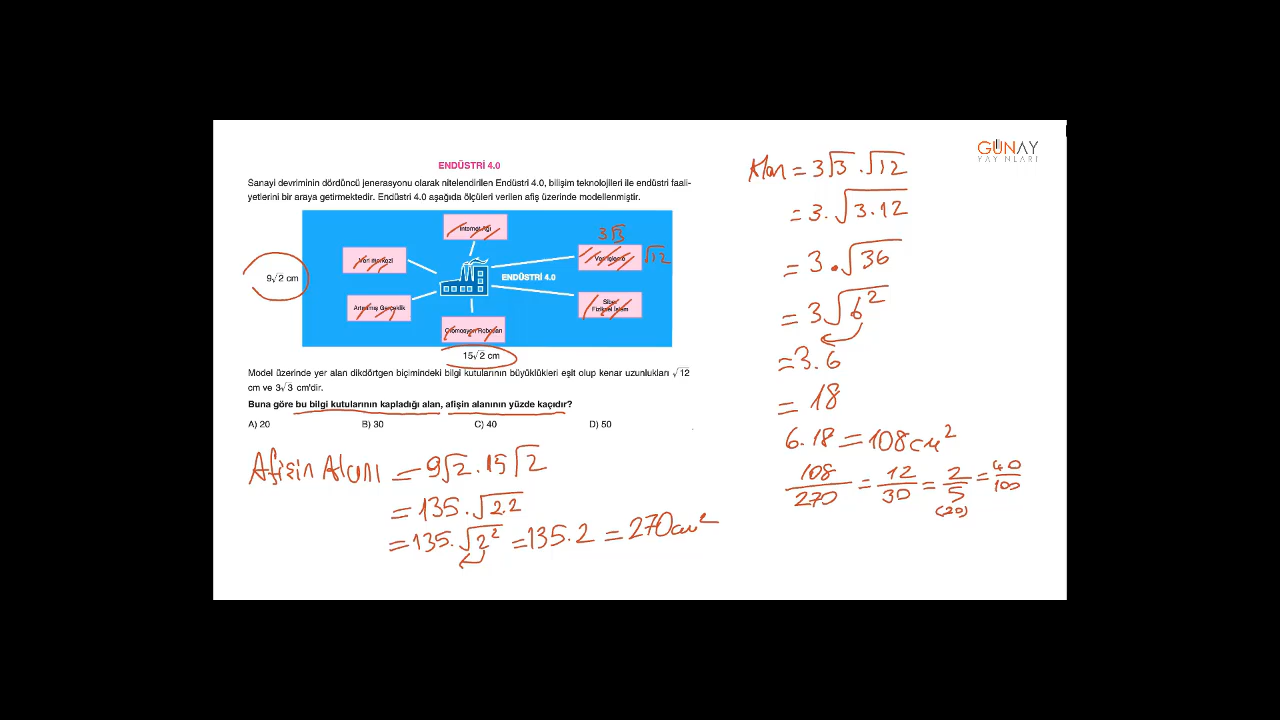 GÜNAY
YAYINLARI
ENDÜSTRİ 4.0
Sanayi devriminin dördüncü jenerasyonu olarak nitelendirilen Endüstri 4.0, bilişim teknolojileri ile endüstri faali-
yetlerini bir araya getirmektedir. Endüstri 4.0 aşağıda ölçüleri verilen afiş üzerinde modellenmiştir.
İnternet ağı
3√3
Veri merkezi
Veri işleme
√12
9√2 cm
ENDÜSTRİ 4.0
Artırılmış Gerçeklik
Siber
Fiziksel sistem
Otomasyon Robotları
15√2 cm
Model üzerinde yer alan dikdörtgen biçimindeki bilgi kutularının büyüklükleri eşit olup kenar uzunlukları √12
cm ve 3√3 cm'dir.
Buna göre bu bilgi kutularının kapladığı alan, afişin alanının yüzde kaçıdır?
A) 20 B) 30 C) 40 D) 50
Afişin Alanı = 9√2 . 15√2
= 135 . √2.2
= 135 . √2² = 135 . 2 = 270 cm²
Alan = 3√3 . √12
= 3 . √3.12
= 3 . √36
= 3√6²
= 3.6
= 18
6.18 = 108 cm²
108/270 = 12/30 = 2/5 = 40/100
(20)